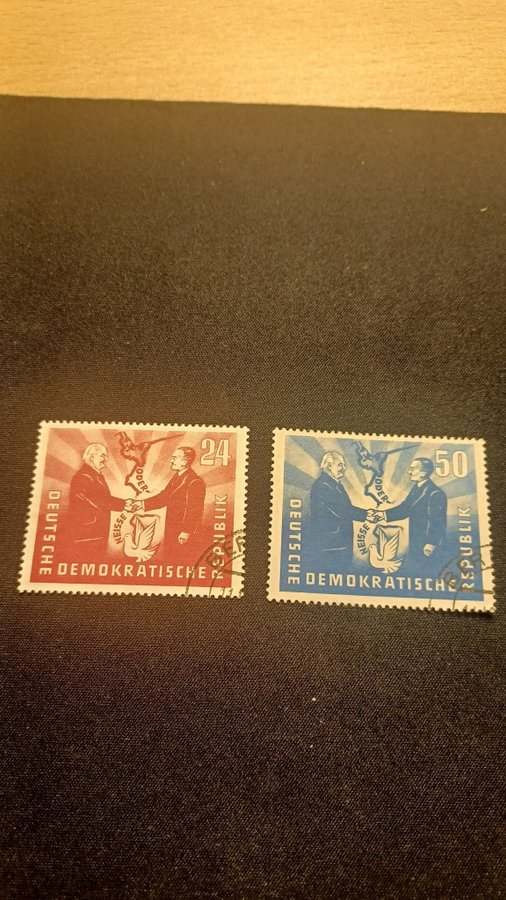 24
ODER
NEISSE
DEUTSCHE DEMOKRATISCHE REPUBLIK
50
ODER
NEISSE
DEUTSCHE DEMOKRATISCHE REPUBLIK